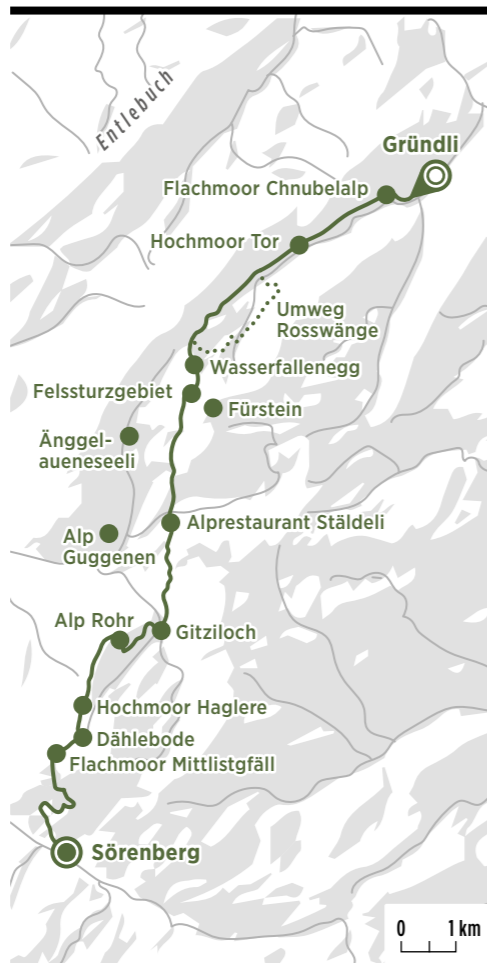 Entlebuch
Gründli
Flachmoor Chnubelalp
Hochmoor Tor
Umweg
Rosswänge
Wasserfallenegg
Felssturzgebiet
Fürstein
Änggel-
aueneseeli
Alprestaurant Stäldeli
Alp
Guggenen
Alp Rohr
Gitziloch
Hochmoor Haglere
Dählebode
Flachmoor Mittlistgfäll
Sörenberg
0 1 km